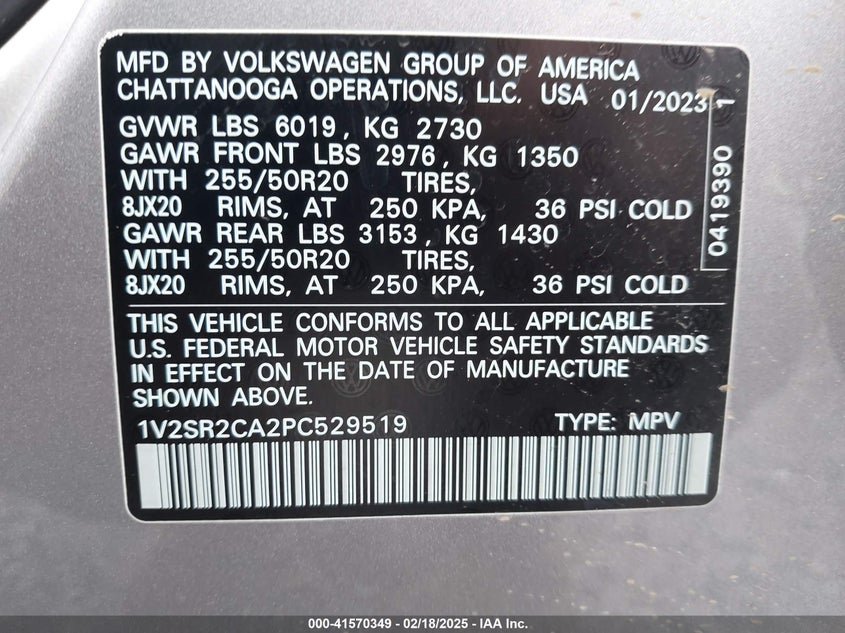 MFD BY VOLKSWAGEN GROUP OF AMERICA
CHATTANOOGA OPERATIONS, LLC. USA 01/2023 1
GVWR LBS 6019, KG 2730
GAWR FRONT LBS 2976, KG 1350
WITH 255/50R20 TIRES,
8JX20 RIMS, AT 250 KPA, 36 PSI COLD
GAWR REAR LBS 3153, KG 1430
WITH 255/50R20 TIRES,
8JX20 RIMS, AT 250 KPA, 36 PSI COLD
0419390
THIS VEHICLE CONFORMS TO ALL APPLICABLE
U.S. FEDERAL MOTOR VEHICLE SAFETY STANDARDS
IN EFFECT ON THE DATE OF MANUFACTURE
SHOWN ABOVE.
1V2SR2CA2PC529519 TYPE: MPV
000-41570349 - 02/18/2025 - IAA Inc.